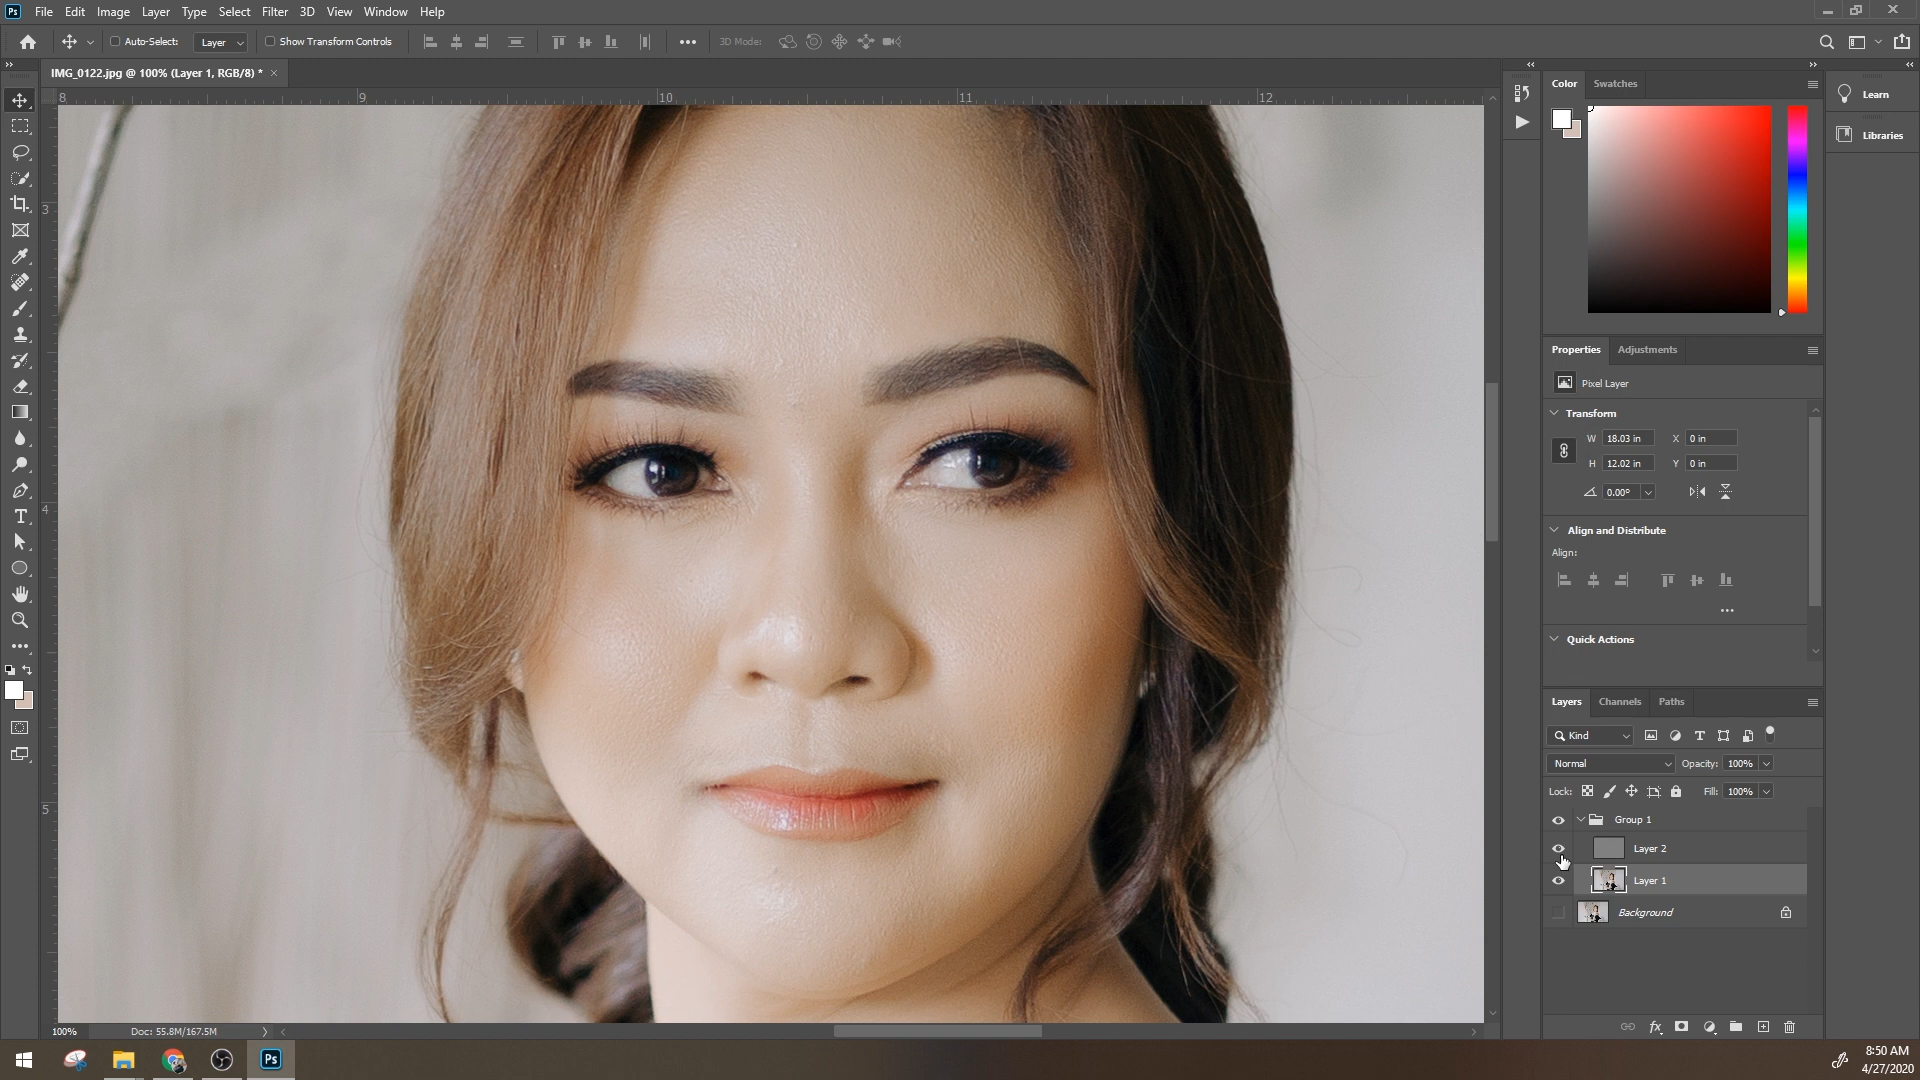 Ps File Edit Image Layer Type Select Filter 3D View Window Help
Auto-Select: Layer Show Transform Controls 3D Mode:
IMG_0122.jpg @ 100% (Layer 1, RGB/8) *
8 9 10 11 12
3
4
5
Color Swatches
Learn
Libraries
Properties Adjustments
Pixel Layer
Transform
W 18.03 in X 0 in
H 12.02 in Y 0 in
0.00°
Align and Distribute
Align:
Quick Actions
Layers Channels Paths
Kind
Normal Opacity: 100%
Lock: Fill: 100%
Group 1
Layer 2
Layer 1
Background
fx
100% Doc: 55.8M/167.5M
Ps
8:50 AM
4/27/2020